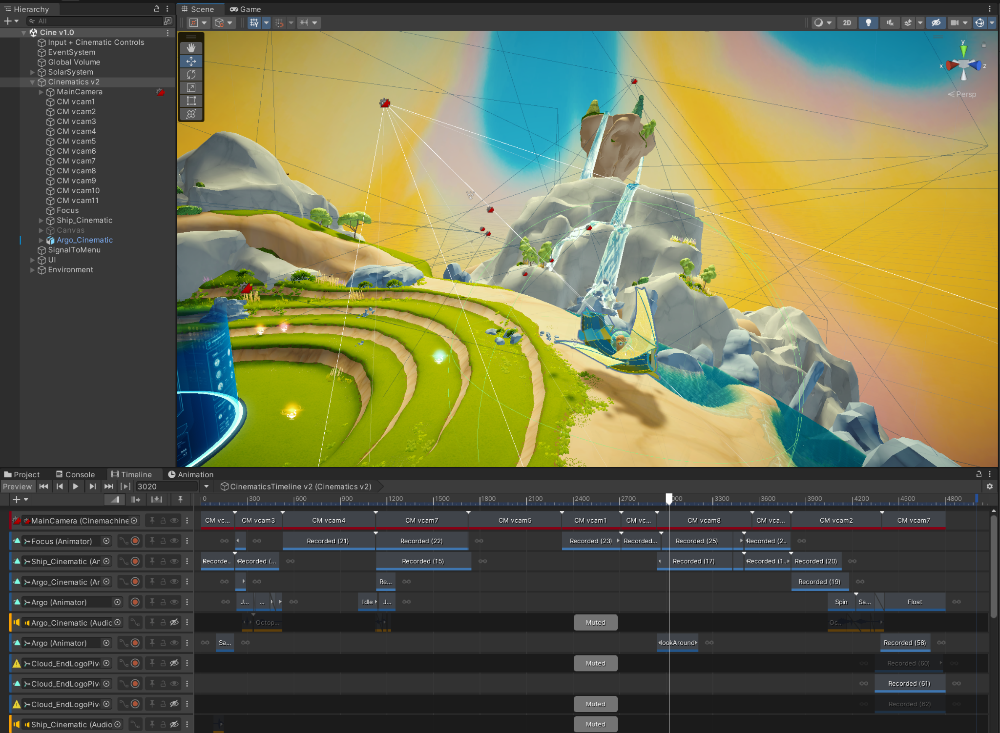 Hierarchy
Scene
Game
All
2D
Cine v1.0
Input + Cinematic Controls
EventSystem
Global Volume
SolarSystem
Cinematics v2
MainCamera
CM vcam1
CM vcam2
CM vcam3
CM vcam4
CM vcam5
CM vcam6
CM vcam7
CM vcam8
CM vcam9
CM vcam10
CM vcam11
Focus
Ship_Cinematic
Canvas
Argo_Cinematic
SignalToMenu
UI
Environment
y
x
z
Persp
Project
Console
Timeline
Animation
Preview
3020
CinematicsTimeline v2 (Cinematics v2)
0 300 600 900 1200 1500 1800 2100 2400 2700 3300 3600 3900 4200 4500 4800
MainCamera (Cinemachine
CM vc... CM vcam3 CM vcam4 CM vcam7 CM vcam5 CM vcam1 CM vc... CM vcam8 CM vca... CM vcam2 CM vcam7
Focus (Animator)
Recorded (21) Recorded (22) Recorded (23) Recorded... Recorded (25) Recorded (2..
Ship_Cinematic (An
Recorde.. Recorded (... Recorded (15) Recorded (17) Recorded (1.. Recorded (20)
Argo_Cinematic (Ar
Re... Recorded (19)
Argo (Animator)
J... ... Idle J... Spin Sa... Float
Argo_Cinematic (Audio
Octop... Muted Oc...
Argo (Animator)
Sa... lookAround Recorded (58)
Cloud_EndLogoPiv
Muted Recorded (60)
Cloud_EndLogoPiv
Recorded (61)
Cloud_EndLogoPiv
Muted Recorded (62)
Ship_Cinematic (Audio
Muted